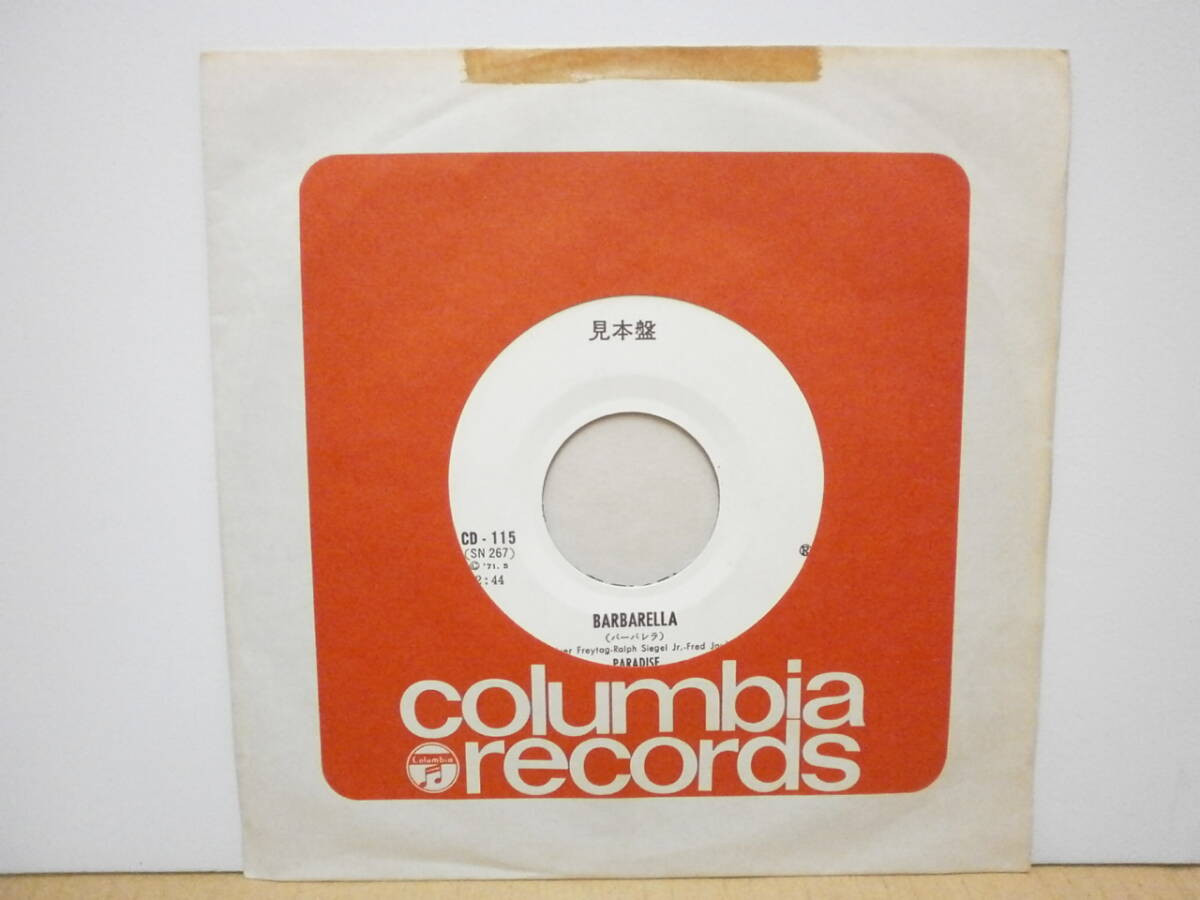 見本盤
CD - 115
(SN 267)
© '71. 5
2:44
Ⓡ
BARBARELLA
(バーバレラ)
Freytag-Ralph Siegel Jr.-Fred
PARADISE
columbia
Columbia
records